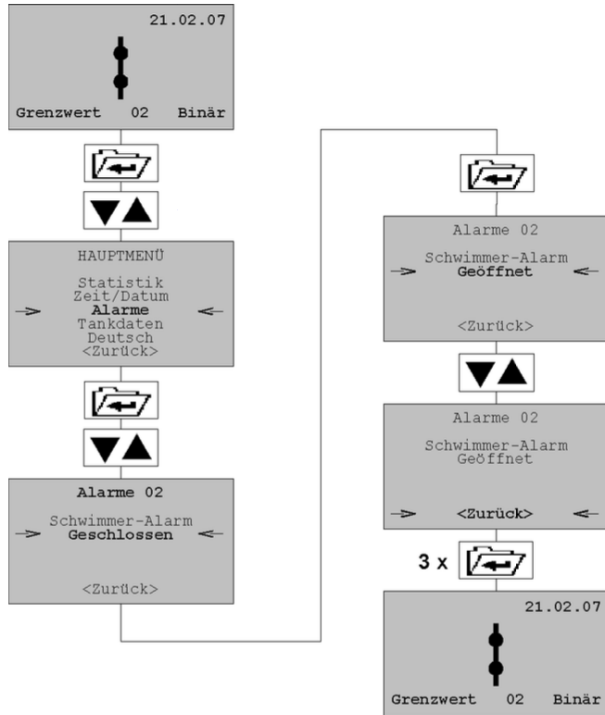 21.02.07
Grenzwert 02 Binär
HAUPTMENÜ
Statistik
Zeit/Datum
Alarme
Tankdaten
Deutsch
<Zurück>
Alarme 02
Schwimmer-Alarm
Geschlossen
<Zurück>
Alarme 02
Schwimmer-Alarm
Geöffnet
<Zurück>
Alarme 02
Schwimmer-Alarm
Geöffnet
<Zurück>
3 x
21.02.07
Grenzwert 02 Binär